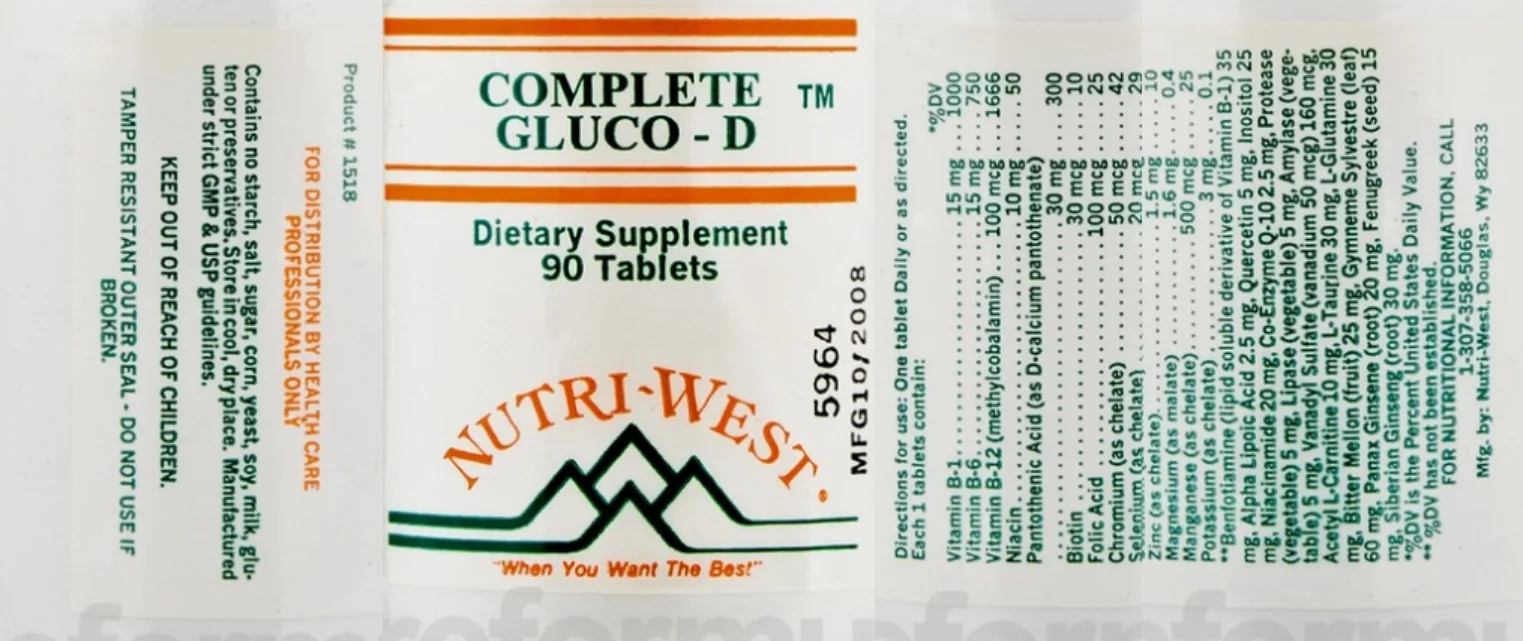 Product # 1518
FOR DISTRIBUTION BY HEALTH CARE
PROFESSIONALS ONLY
Contains no starch, salt, sugar, corn, yeast, soy, milk, glu-
ten or preservatives. Store in cool, dry place. Manufactured
under strict GMP & USP guidelines.
KEEP OUT OF REACH OF CHILDREN.
TAMPER RESISTANT OUTER SEAL - DO NOT USE IF
BROKEN.
COMPLETE ™
GLUCO - D
Dietary Supplement
90 Tablets
NUTRI-WEST
"When You Want The Best"
5964
MFG10/2008
Directions for use: One tablet Daily or as directed.
Each 1 tablets contain: *%DV
Vitamin B-1 15 mg 1000
Vitamin B-6 15 mg 750
Vitamin B-12 (methylcobalamin) 100 mcg 1666
Niacin 10 mg 50
Pantothenic Acid (as D-calcium pantothenate)
30 mg 300
Biotin 30 mcg 10
Folic Acid 100 mcg 25
Chromium (as chelate) 50 mcg 42
Selenium (as chelate) 20 mcg 29
Zinc (as chelate) 1.5 mg 10
Magnesium (as malate) 1.6 mg 0.4
Manganese (as chelate) 500 mcg 25
Potassium (as chelate) 3 mg 0.1
**Benfotiamine (lipid soluble derivative of Vitamin B-1) 35
mg, Alpha Lipoic Acid 2.5 mg, Quercetin 5 mg, Inositol 25
mg, Niacinamide 20 mg, Co-Enzyme Q-10 2.5 mg, Protease
(vegetable) 5 mg, Lipase (vegetable) 5 mg, Amylase (vege-
table) 5 mg, Vanadyl Sulfate (vanadium 50 mcg) 160 mcg,
Acetyl L-Carnitine 10 mg, L-Taurine 30 mg, L-Glutamine 30
mg, Bitter Mellon (fruit) 25 mg, Gymneme Sylvestre (leaf)
60 mg, Panax Ginsene (root) 20 mg, Fenugreek (seed) 15
mg, Siberian Ginseng (root) 30 mg.
*%DV is the Percent United States Daily Value.
**%DV has not been established.
FOR NUTRITIONAL INFORMATION, CALL
1-307-358-5066
Mfg. by: Nutri-West, Douglas, Wy 82633